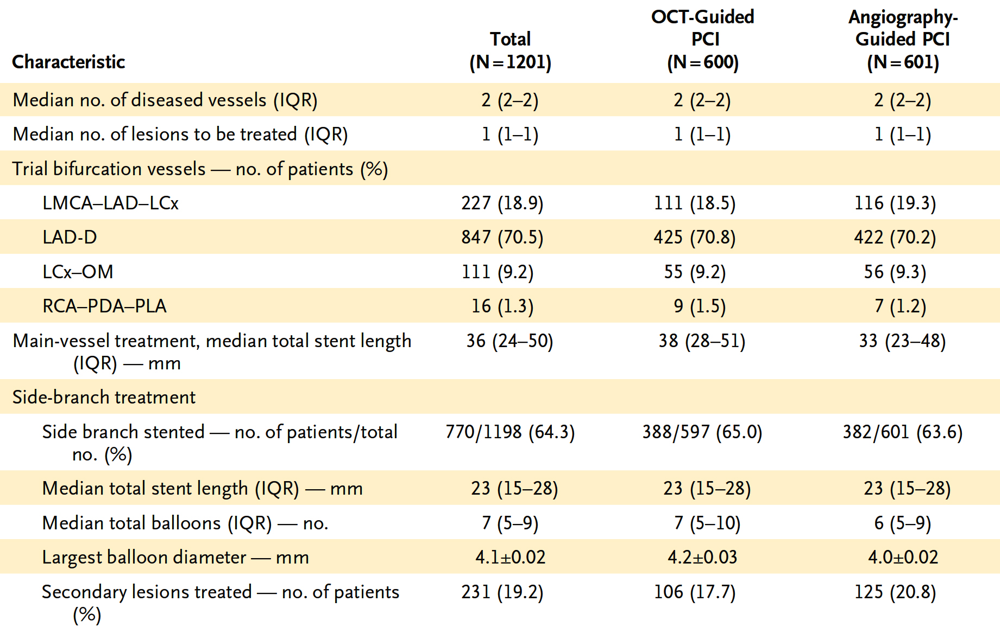 Characteristic Total (N=1201) OCT-Guided PCI (N=600) Angiography-Guided PCI (N=601)
Median no. of diseased vessels (IQR) 2 (2–2) 2 (2–2) 2 (2–2)
Median no. of lesions to be treated (IQR) 1 (1–1) 1 (1–1) 1 (1–1)
Trial bifurcation vessels — no. of patients (%)
LMCA–LAD–LCx 227 (18.9) 111 (18.5) 116 (19.3)
LAD-D 847 (70.5) 425 (70.8) 422 (70.2)
LCx–OM 111 (9.2) 55 (9.2) 56 (9.3)
RCA–PDA–PLA 16 (1.3) 9 (1.5) 7 (1.2)
Main-vessel treatment, median total stent length 36 (24–50) 38 (28–51) 33 (23–48)
(IQR) — mm
Side-branch treatment
Side branch stented — no. of patients/total 770/1198 (64.3) 388/597 (65.0) 382/601 (63.6)
no. (%)
Median total stent length (IQR) — mm 23 (15–28) 23 (15–28) 23 (15–28)
Median total balloons (IQR) — no. 7 (5–9) 7 (5–10) 6 (5–9)
Largest balloon diameter — mm 4.1±0.02 4.2±0.03 4.0±0.02
Secondary lesions treated — no. of patients 231 (19.2) 106 (17.7) 125 (20.8)
(%)